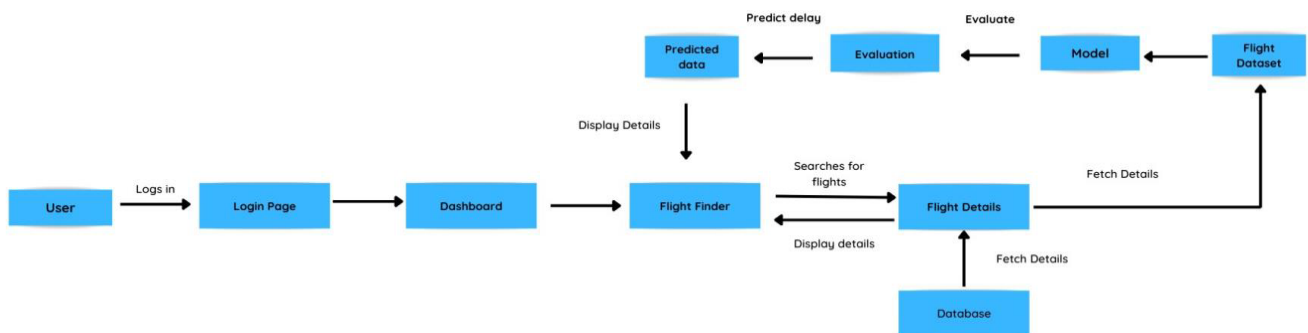 Predict delay
Evaluate
Predicted
data
Evaluation
Model
Flight
Dataset
Display Details
Searches for
flights
Fetch Details
Logs in
User
Login Page
Dashboard
Flight Finder
Flight Details
Display details
Fetch Details
Database